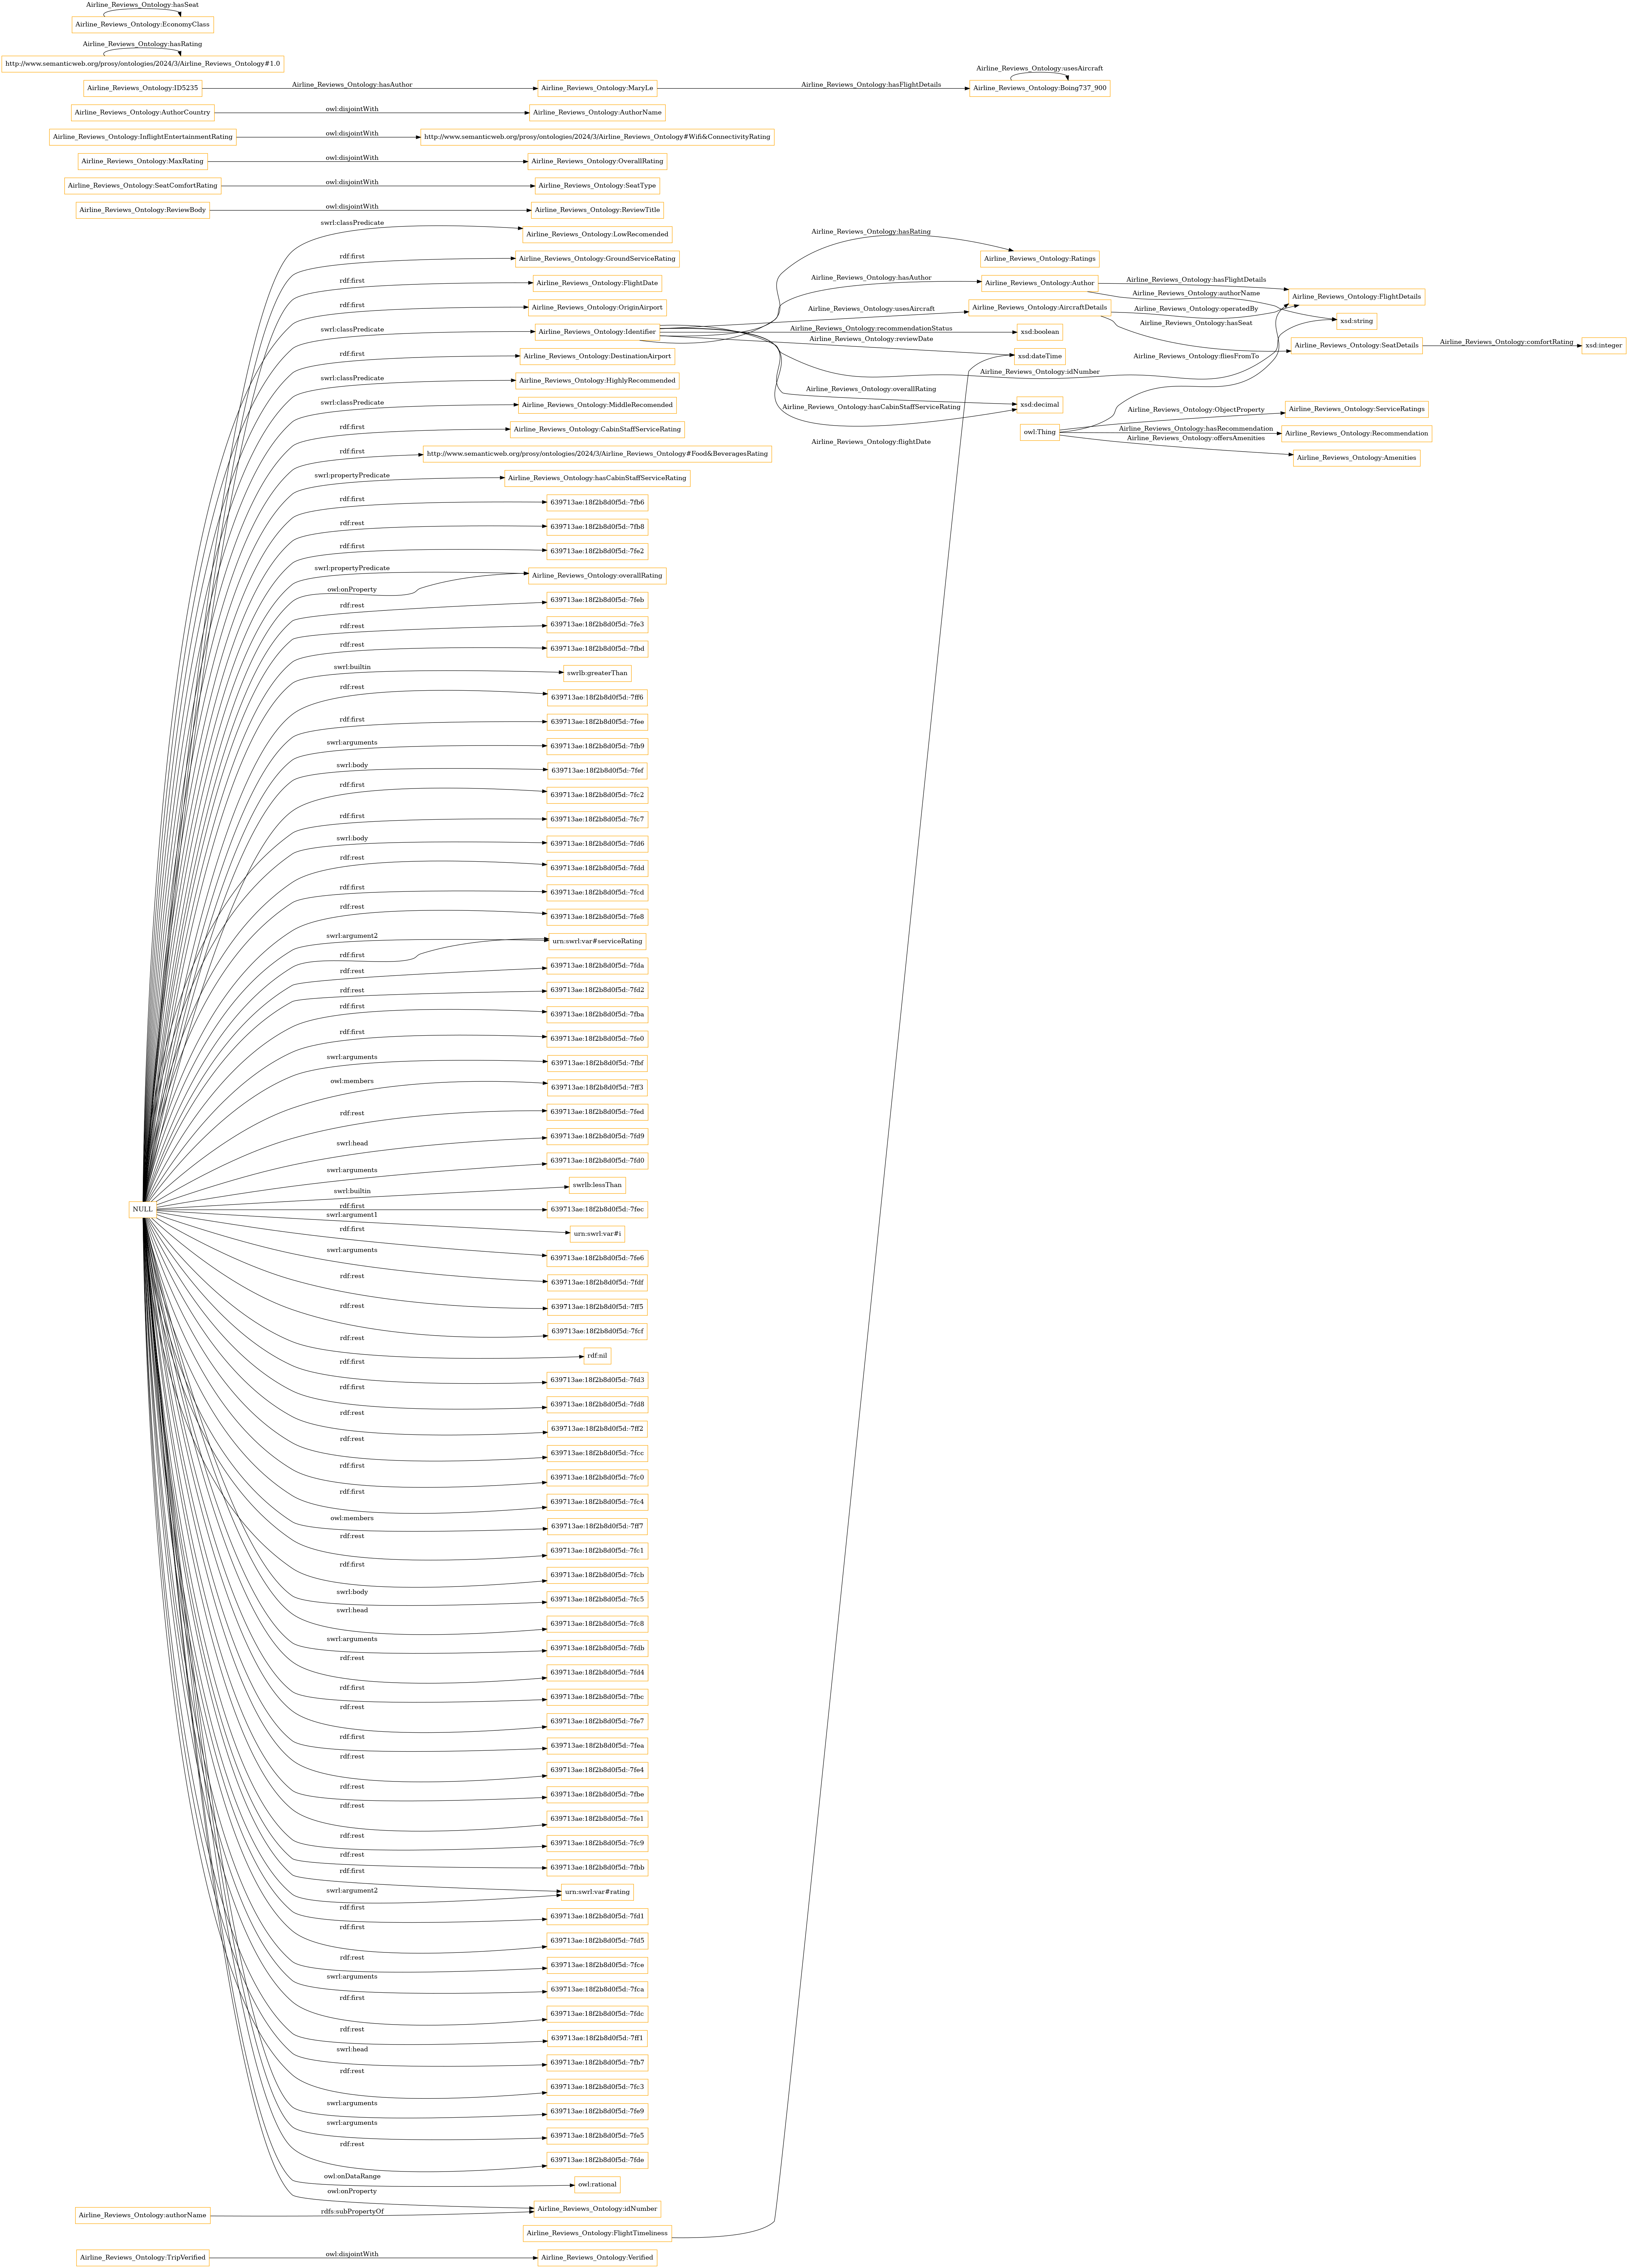 Airline_Reviews_Ontology:hasSeat
Airline_Reviews_Ontology:EconomyClass
Airline_Reviews_Ontology:hasRating
http://www.semanticweb.org/prosy/ontologies/2024/3/Airline_Reviews_Ontology#1.0
Airline_Reviews_Ontology:usesAircraft
Airline_Reviews_Ontology:ID5235
Airline_Reviews_Ontology:hasAuthor
Airline_Reviews_Ontology:MaryLe
Airline_Reviews_Ontology:hasFlightDetails
Airline_Reviews_Ontology:Boing737_900
Airline_Reviews_Ontology:AuthorCountry
owl:disjointWith
Airline_Reviews_Ontology:AuthorName
Airline_Reviews_Ontology:InflightEntertainmentRating
owl:disjointWith
http://www.semanticweb.org/prosy/ontologies/2024/3/Airline_Reviews_Ontology#Wifi&ConnectivityRating
Airline_Reviews_Ontology:MaxRating
owl:disjointWith
Airline_Reviews_Ontology:OverallRating
Airline_Reviews_Ontology:SeatComfortRating
owl:disjointWith
Airline_Reviews_Ontology:SeatType
Airline_Reviews_Ontology:ReviewBody
owl:disjointWith
Airline_Reviews_Ontology:ReviewTitle
swrl:classPredicate
Airline_Reviews_Ontology:LowRecomended
rdf:first
Airline_Reviews_Ontology:GroundServiceRating
rdf:first
Airline_Reviews_Ontology:FlightDate
rdf:first
Airline_Reviews_Ontology:OriginAirport
swrl:classPredicate
Airline_Reviews_Ontology:Identifier
rdf:first
Airline_Reviews_Ontology:DestinationAirport
swrl:classPredicate
Airline_Reviews_Ontology:HighlyRecommended
swrl:classPredicate
Airline_Reviews_Ontology:MiddleRecomended
rdf:first
Airline_Reviews_Ontology:CabinStaffServiceRating
rdf:first
http://www.semanticweb.org/prosy/ontologies/2024/3/Airline_Reviews_Ontology#Food&BeveragesRating
swrl:propertyPredicate
Airline_Reviews_Ontology:hasCabinStaffServiceRating
Airline_Reviews_Ontology:hasRating
Airline_Reviews_Ontology:Ratings
Airline_Reviews_Ontology:hasAuthor
Airline_Reviews_Ontology:Author
Airline_Reviews_Ontology:hasFlightDetails
Airline_Reviews_Ontology:authorName
Airline_Reviews_Ontology:FlightDetails
Airline_Reviews_Ontology:usesAircraft
Airline_Reviews_Ontology:AircraftDetails
Airline_Reviews_Ontology:operatedBy
xsd:string
Airline_Reviews_Ontology:hasSeat
Airline_Reviews_Ontology:recommendationStatus
xsd:boolean
Airline_Reviews_Ontology:reviewDate
xsd:dateTime
Airline_Reviews_Ontology:fliesFromTo
Airline_Reviews_Ontology:SeatDetails
Airline_Reviews_Ontology:comfortRating
xsd:integer
Airline_Reviews_Ontology:idNumber
Airline_Reviews_Ontology:overallRating
xsd:decimal
Airline_Reviews_Ontology:hasCabinStaffServiceRating
Airline_Reviews_Ontology:ObjectProperty
Airline_Reviews_Ontology:ServiceRatings
owl:Thing
Airline_Reviews_Ontology:hasRecommendation
Airline_Reviews_Ontology:Recommendation
Airline_Reviews_Ontology:offersAmenities
Airline_Reviews_Ontology:Amenities
Airline_Reviews_Ontology:flightDate
rdf:first
639713ae:18f2b8d0f5d:-7fb6
rdf:rest
639713ae:18f2b8d0f5d:-7fb8
rdf:first
639713ae:18f2b8d0f5d:-7fe2
swrl:propertyPredicate
Airline_Reviews_Ontology:overallRating
owl:onProperty
rdf:rest
639713ae:18f2b8d0f5d:-7feb
rdf:rest
639713ae:18f2b8d0f5d:-7fe3
rdf:rest
639713ae:18f2b8d0f5d:-7fbd
swrl:builtin
swrlb:greaterThan
rdf:rest
639713ae:18f2b8d0f5d:-7ff6
rdf:first
639713ae:18f2b8d0f5d:-7fee
swrl:arguments
639713ae:18f2b8d0f5d:-7fb9
swrl:body
639713ae:18f2b8d0f5d:-7fef
rdf:first
639713ae:18f2b8d0f5d:-7fc2
rdf:first
639713ae:18f2b8d0f5d:-7fc7
swrl:body
639713ae:18f2b8d0f5d:-7fd6
rdf:rest
639713ae:18f2b8d0f5d:-7fdd
rdf:first
639713ae:18f2b8d0f5d:-7fcd
rdf:rest
639713ae:18f2b8d0f5d:-7fe8
swrl:argument2
urn:swrl:var#serviceRating
rdf:first
rdf:rest
639713ae:18f2b8d0f5d:-7fda
rdf:rest
639713ae:18f2b8d0f5d:-7fd2
rdf:first
639713ae:18f2b8d0f5d:-7fba
rdf:first
639713ae:18f2b8d0f5d:-7fe0
swrl:arguments
639713ae:18f2b8d0f5d:-7fbf
owl:members
639713ae:18f2b8d0f5d:-7ff3
rdf:rest
639713ae:18f2b8d0f5d:-7fed
swrl:head
639713ae:18f2b8d0f5d:-7fd9
swrl:arguments
639713ae:18f2b8d0f5d:-7fd0
swrl:builtin
swrlb:lessThan
NULL
rdf:first
639713ae:18f2b8d0f5d:-7fec
swrl:argument1
urn:swrl:var#i
rdf:first
639713ae:18f2b8d0f5d:-7fe6
swrl:arguments
639713ae:18f2b8d0f5d:-7fdf
rdf:rest
639713ae:18f2b8d0f5d:-7ff5
rdf:rest
639713ae:18f2b8d0f5d:-7fcf
rdf:rest
rdf:nil
rdf:first
639713ae:18f2b8d0f5d:-7fd3
rdf:first
639713ae:18f2b8d0f5d:-7fd8
rdf:rest
639713ae:18f2b8d0f5d:-7ff2
rdf:rest
639713ae:18f2b8d0f5d:-7fcc
rdf:first
639713ae:18f2b8d0f5d:-7fc0
rdf:first
639713ae:18f2b8d0f5d:-7fc4
owl:members
639713ae:18f2b8d0f5d:-7ff7
rdf:rest
639713ae:18f2b8d0f5d:-7fc1
rdf:first
639713ae:18f2b8d0f5d:-7fcb
swrl:body
639713ae:18f2b8d0f5d:-7fc5
swrl:head
639713ae:18f2b8d0f5d:-7fc8
swrl:arguments
639713ae:18f2b8d0f5d:-7fdb
rdf:rest
639713ae:18f2b8d0f5d:-7fd4
rdf:first
639713ae:18f2b8d0f5d:-7fbc
rdf:rest
639713ae:18f2b8d0f5d:-7fe7
rdf:first
639713ae:18f2b8d0f5d:-7fea
rdf:rest
639713ae:18f2b8d0f5d:-7fe4
rdf:rest
639713ae:18f2b8d0f5d:-7fbe
rdf:rest
639713ae:18f2b8d0f5d:-7fe1
rdf:rest
639713ae:18f2b8d0f5d:-7fc9
rdf:rest
639713ae:18f2b8d0f5d:-7fbb
rdf:first
urn:swrl:var#rating
swrl:argument2
rdf:first
639713ae:18f2b8d0f5d:-7fd1
rdf:first
639713ae:18f2b8d0f5d:-7fd5
rdf:rest
639713ae:18f2b8d0f5d:-7fce
swrl:arguments
639713ae:18f2b8d0f5d:-7fca
rdf:first
639713ae:18f2b8d0f5d:-7fdc
rdf:rest
639713ae:18f2b8d0f5d:-7ff1
swrl:head
639713ae:18f2b8d0f5d:-7fb7
rdf:rest
639713ae:18f2b8d0f5d:-7fc3
swrl:arguments
639713ae:18f2b8d0f5d:-7fe9
swrl:arguments
639713ae:18f2b8d0f5d:-7fe5
rdf:rest
639713ae:18f2b8d0f5d:-7fde
owl:onDataRange
owl:rational
owl:onProperty
Airline_Reviews_Ontology:idNumber
Airline_Reviews_Ontology:authorName
rdfs:subPropertyOf
Airline_Reviews_Ontology:FlightTimeliness
Airline_Reviews_Ontology:TripVerified
owl:disjointWith
Airline_Reviews_Ontology:Verified